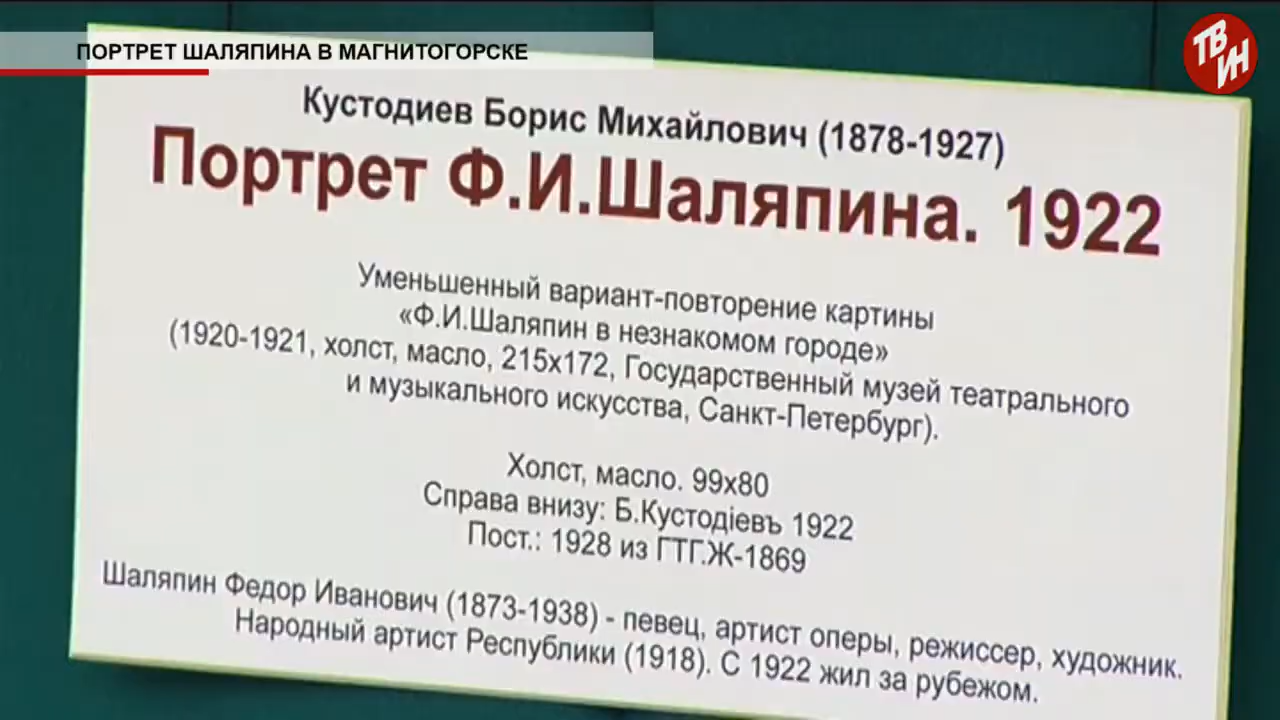 ПОРТРЕТ ШАЛЯПИНА В МАГНИТОГОРСКЕ
ТВ
ИН
Кустодиев Борис Михайлович (1878-1927)
Портрет Ф.И.Шаляпина. 1922
Уменьшенный вариант-повторение картины
«Ф.И.Шаляпин в незнакомом городе»
(1920-1921, холст, масло, 215х172, Государственный музей театрального
и музыкального искусства, Санкт-Петербург).
Холст, масло. 99х80
Справа внизу: Б.Кустодiевъ 1922
Пост.: 1928 из ГТГ.Ж-1869
Шаляпин Федор Иванович (1873-1938) - певец, артист оперы, режиссер, художник.
Народный артист Республики (1918). С 1922 жил за рубежом.